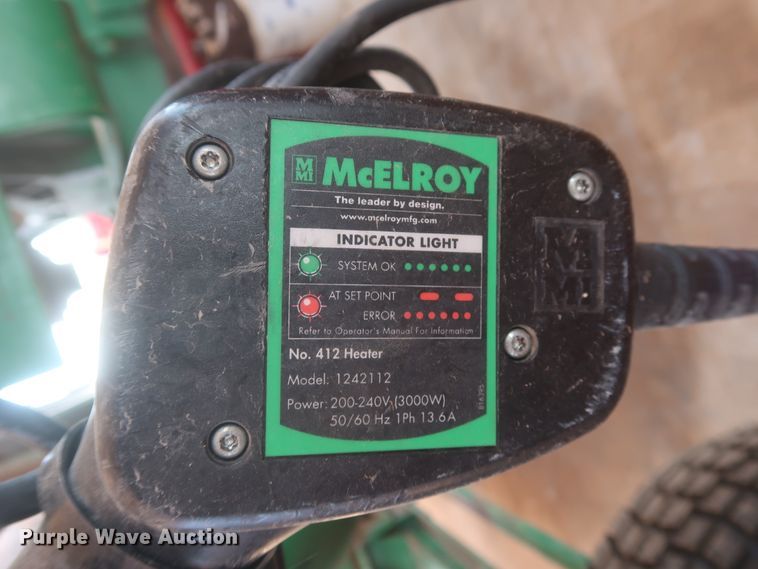 MMI McELROY
The leader by design.
www.mcelroymfg.com
INDICATOR LIGHT
SYSTEM OK
AT SET POINT
ERROR
Refer to Operator's Manual For Information
No. 412 Heater
Model: 1242112
Power: 200-240V (3000W)
50/60 Hz 1Ph 13.6A
MMI
Purple Wave Auction